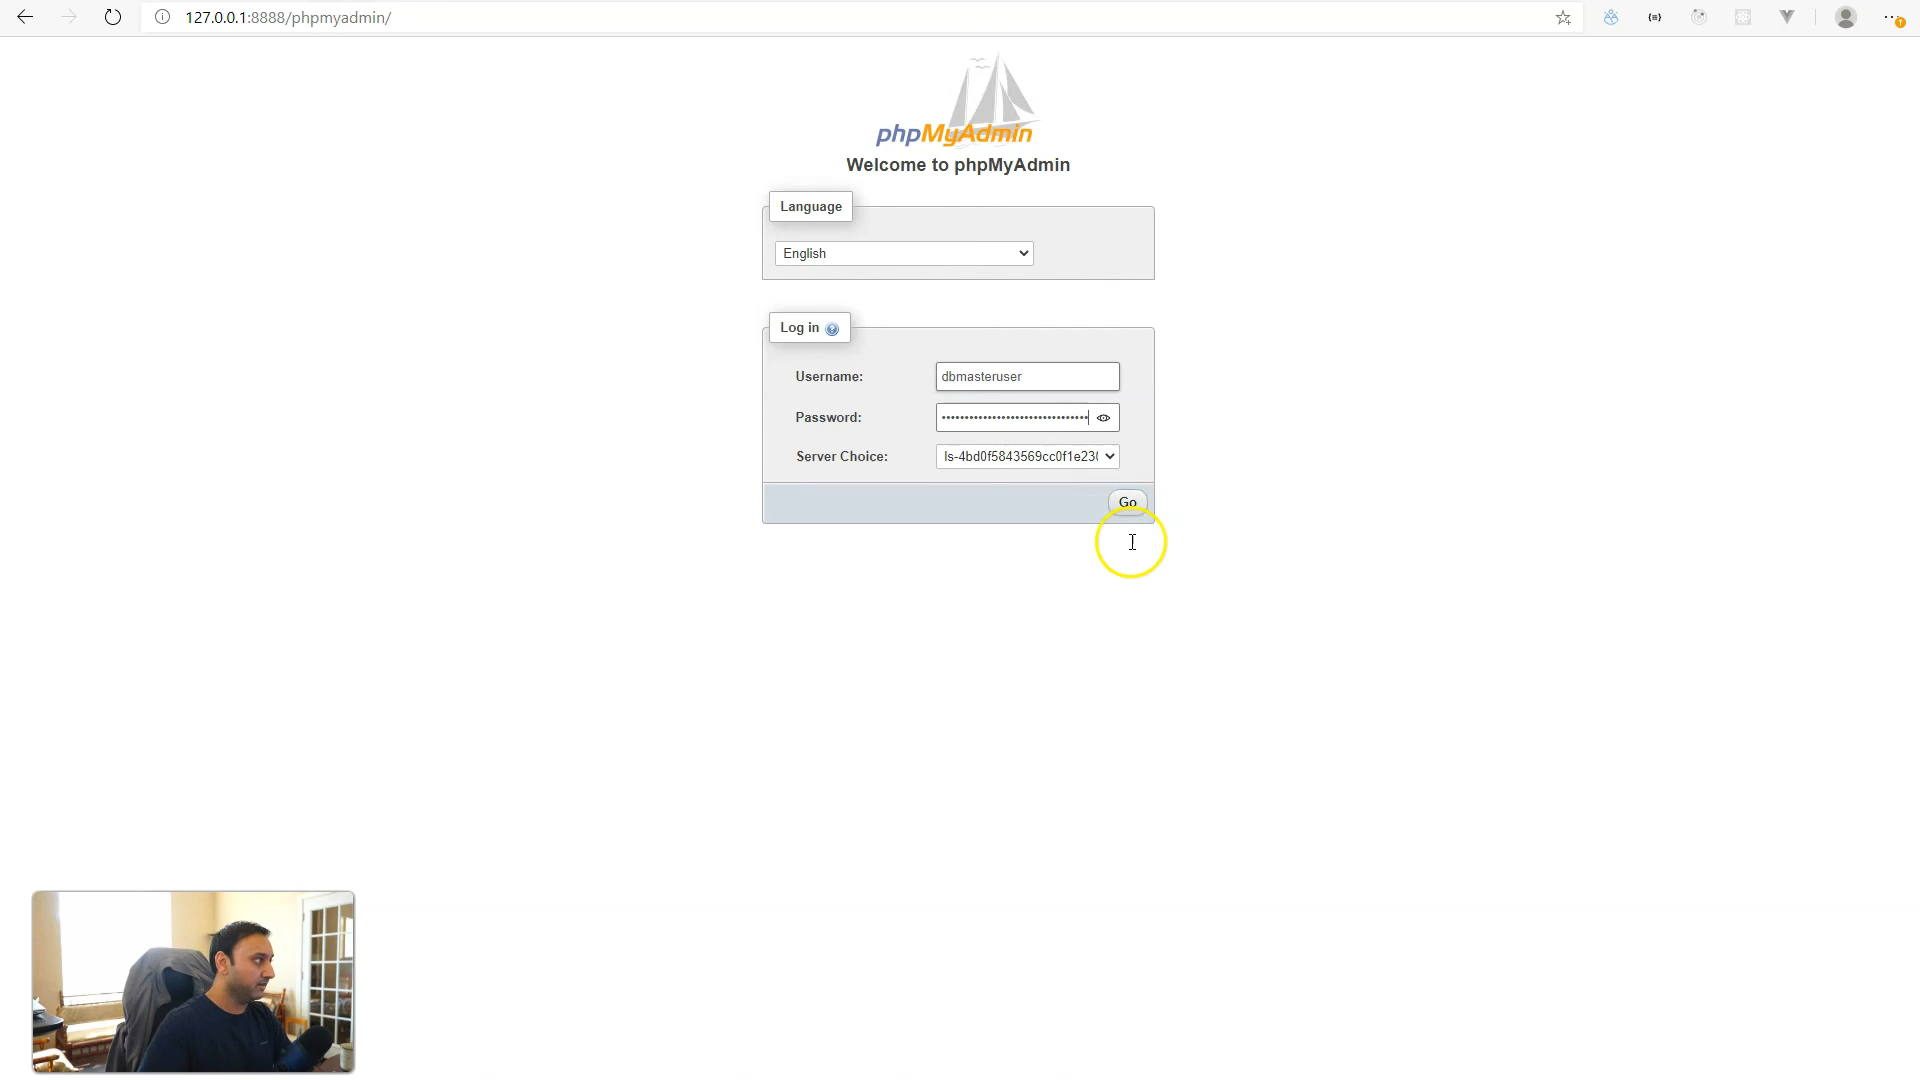 127.0.0.1:8888/phpmyadmin/
phpMyAdmin
Welcome to phpMyAdmin
Language
English
Log in
Username:
dbmasteruser
Password:
Server Choice:
ls-4bd0f5843569cc0f1e23
Go